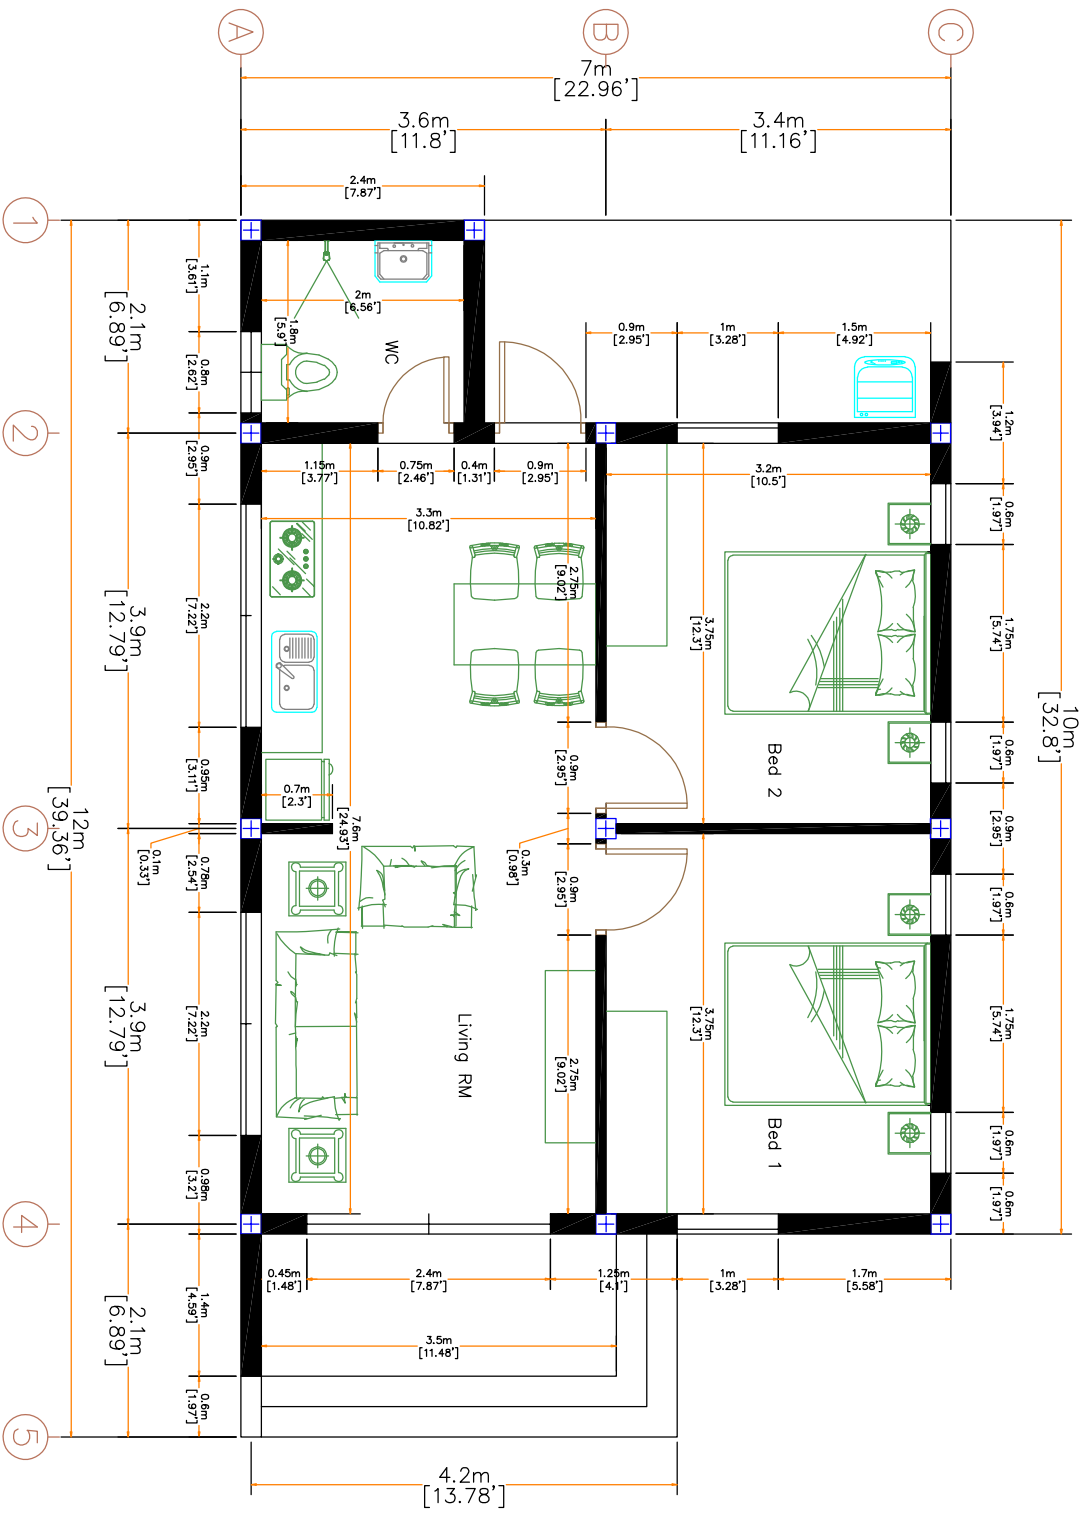 A
B
C
7m
[22.96']
3.6m
[11.8']
3.4m
[11.16']
2.4m
[7.87']
1
2
3
4
5
2.1m
[6.89']
3.9m
[12.79']
3.9m
[12.79']
2.1m
[6.89']
12m
[39.36']
10m
[32.8']
1.1m
[3.61']
0.8m
[2.62']
0.9m
[2.95']
2.2m
[7.22']
0.95m
[3.11']
0.1m
[0.33']
0.78m
[2.54']
2.2m
[7.22']
0.98m
[3.2']
1.4m
[4.59']
0.6m
[1.97']
2m
[6.56']
1.8m
[5.9']
WC
0.9m
[2.95']
1m
[3.28']
1.5m
[4.92']
1.15m
[3.77']
0.75m
[2.46']
0.4m
[1.31']
0.9m
[2.95']
3.2m
[10.5']
3.3m
[10.82']
2.75m
[9.02']
3.75m
[12.3']
0.9m
[2.95']
Bed 2
0.7m
[2.3']
7.6m
[24.93']
0.3m
[0.98']
0.9m
[2.95']
Living RM
2.75m
[9.02']
3.75m
[12.3']
Bed 1
1.2m
[3.94']
0.6m
[1.97']
1.75m
[5.74']
0.6m
[1.97']
0.9m
[2.95']
0.6m
[1.97']
1.75m
[5.74']
0.6m
[1.97']
0.6m
[1.97']
0.45m
[1.48']
2.4m
[7.87']
1.25m
[4.1']
1m
[3.28']
1.7m
[5.58']
3.5m
[11.48']
4.2m
[13.78']